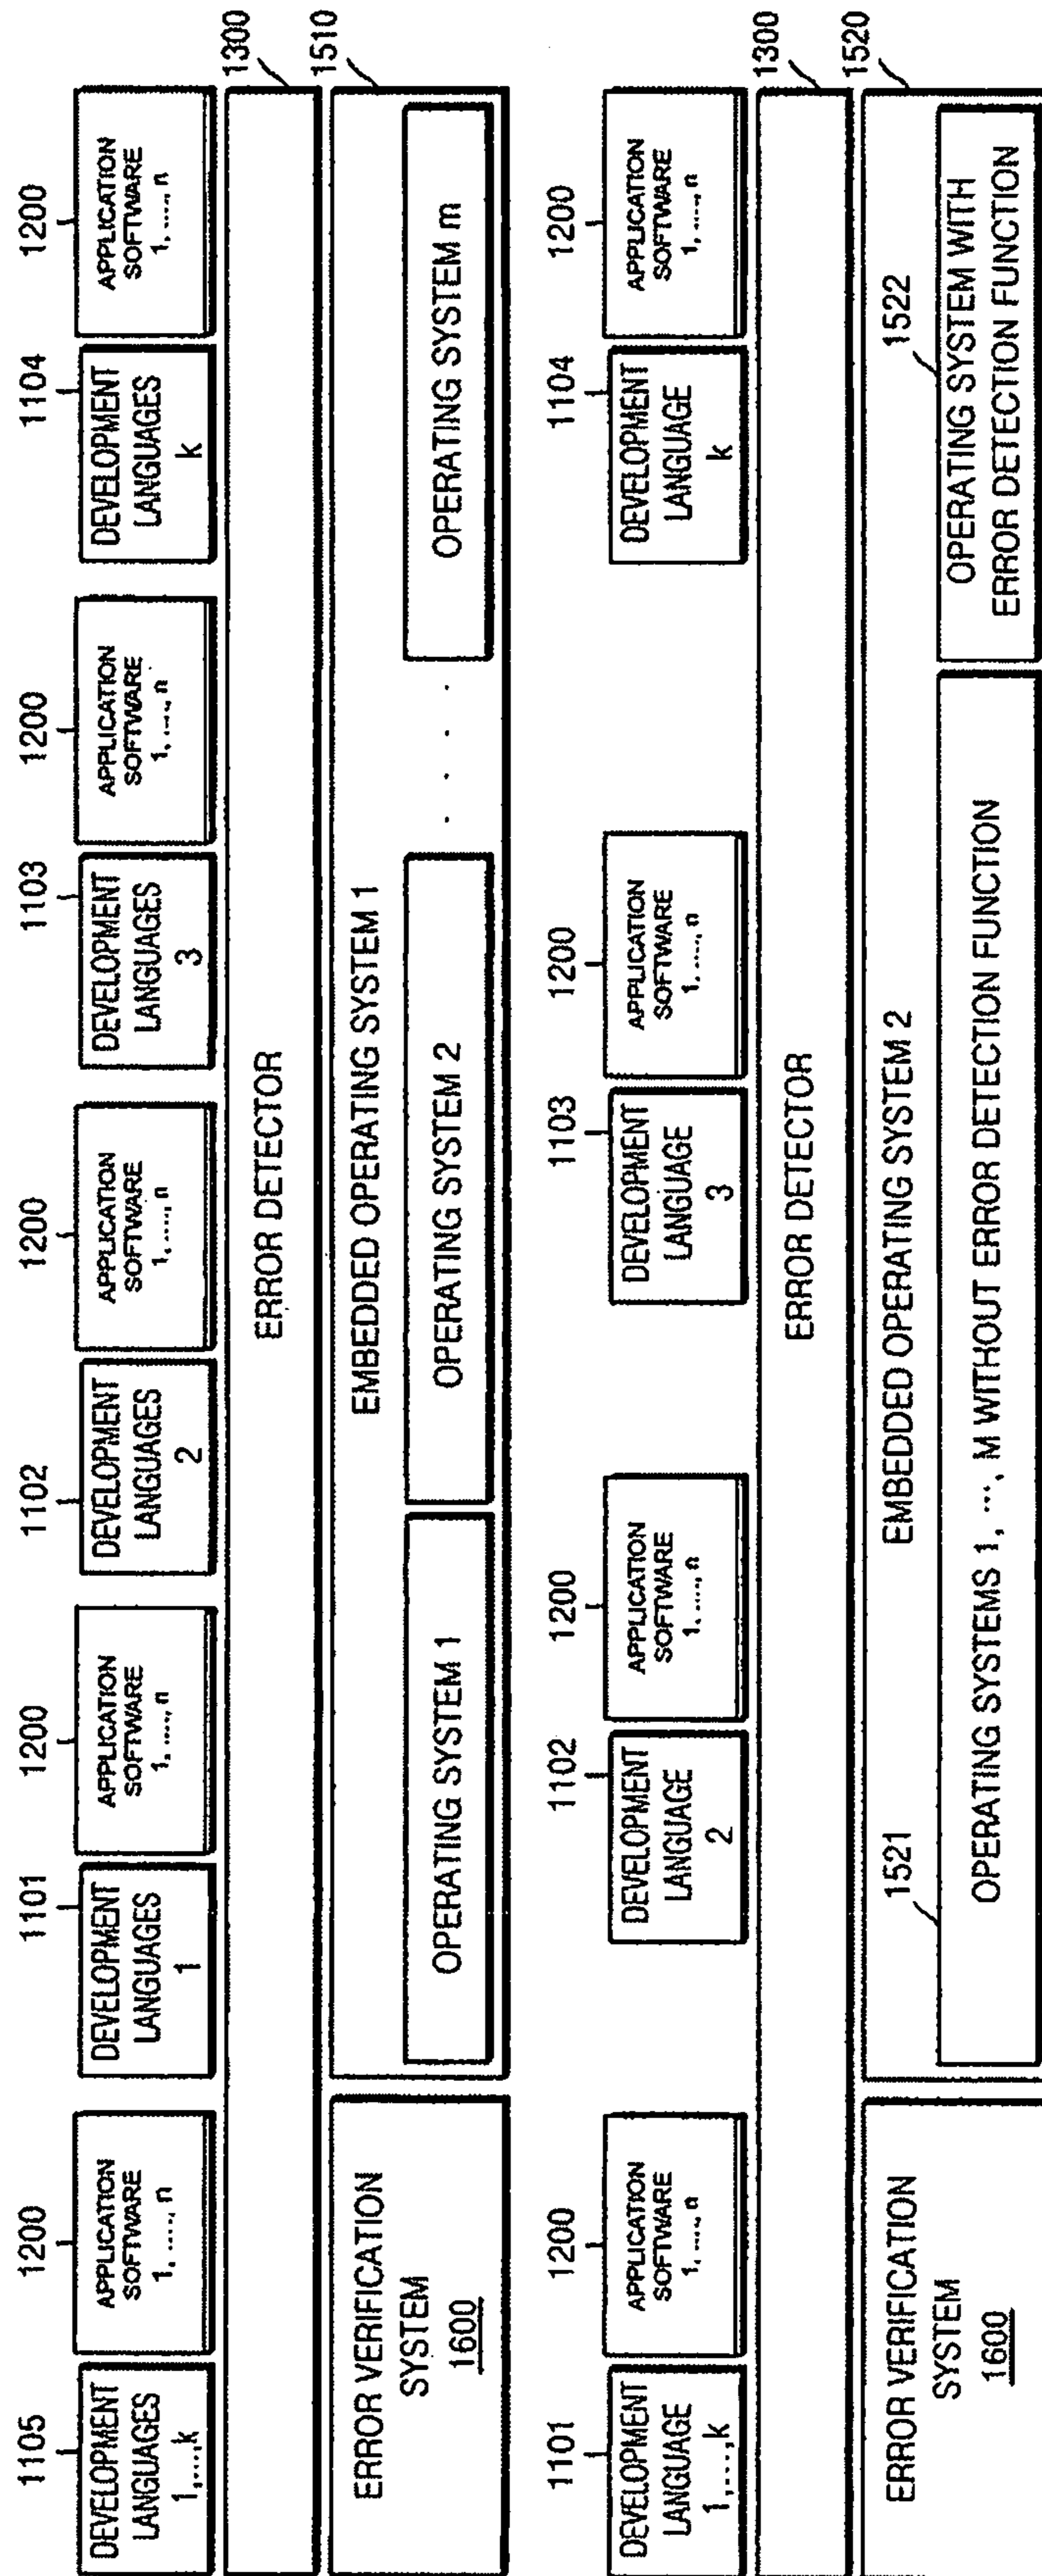 1105
1200
1101
1200
1102
1200
1103
1200
1104
1200
DEVELOPMENT
LANGUAGES
1,...,k
APPLICATION
SOFTWARE
1, ....., n
DEVELOPMENT
LANGUAGES
1
APPLICATION
SOFTWARE
1, ....., n
DEVELOPMENT
LANGUAGES
2
APPLICATION
SOFTWARE
1, ....., n
DEVELOPMENT
LANGUAGES
3
APPLICATION
SOFTWARE
1, ....., n
DEVELOPMENT
LANGUAGES
k
APPLICATION
SOFTWARE
1, ....., n
1300
ERROR DETECTOR
1510
ERROR VERIFICATION
SYSTEM
1600
EMBEDDED OPERATING SYSTEM 1
OPERATING SYSTEM 1
OPERATING SYSTEM 2
. . . .
OPERATING SYSTEM m
1101
1200
1102
1200
1103
1200
1104
1200
DEVELOPMENT
LANGUAGE
1,...,k
APPLICATION
SOFTWARE
1, ....., n
DEVELOPMENT
LANGUAGE
2
APPLICATION
SOFTWARE
1, ....., n
DEVELOPMENT
LANGUAGE
3
APPLICATION
SOFTWARE
1, ....., n
DEVELOPMENT
LANGUAGE
k
APPLICATION
SOFTWARE
1, ....., n
1300
ERROR DETECTOR
1520
ERROR VERIFICATION
SYSTEM
1600
EMBEDDED OPERATING SYSTEM 2
1521
OPERATING SYSTEMS 1, ..., M WITHOUT ERROR DETECTION FUNCTION
1522
OPERATING SYSTEM WITH
ERROR DETECTION FUNCTION